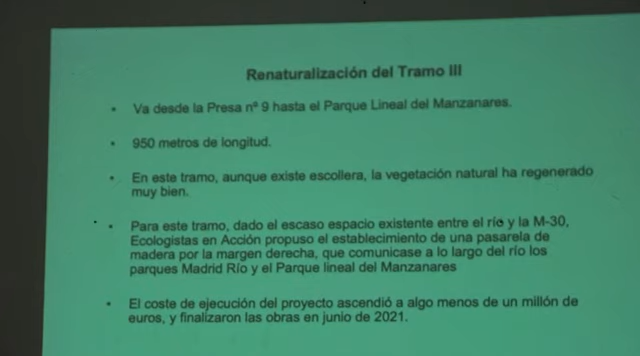 Renaturalización del Tramo III
• Va desde la Presa nº 9 hasta el Parque Lineal del Manzanares.
• 950 metros de longitud.
• En este tramo, aunque existe escollera, la vegetación natural ha regenerado
muy bien.
• Para este tramo, dado el escaso espacio existente entre el río y la M-30,
Ecologistas en Acción propuso el establecimiento de una pasarela de
madera por la margen derecha, que comunicase a lo largo del río los
parques Madrid Río y el Parque lineal del Manzanares
• El coste de ejecución del proyecto ascendió a algo menos de un millón de
euros, y finalizaron las obras en junio de 2021.